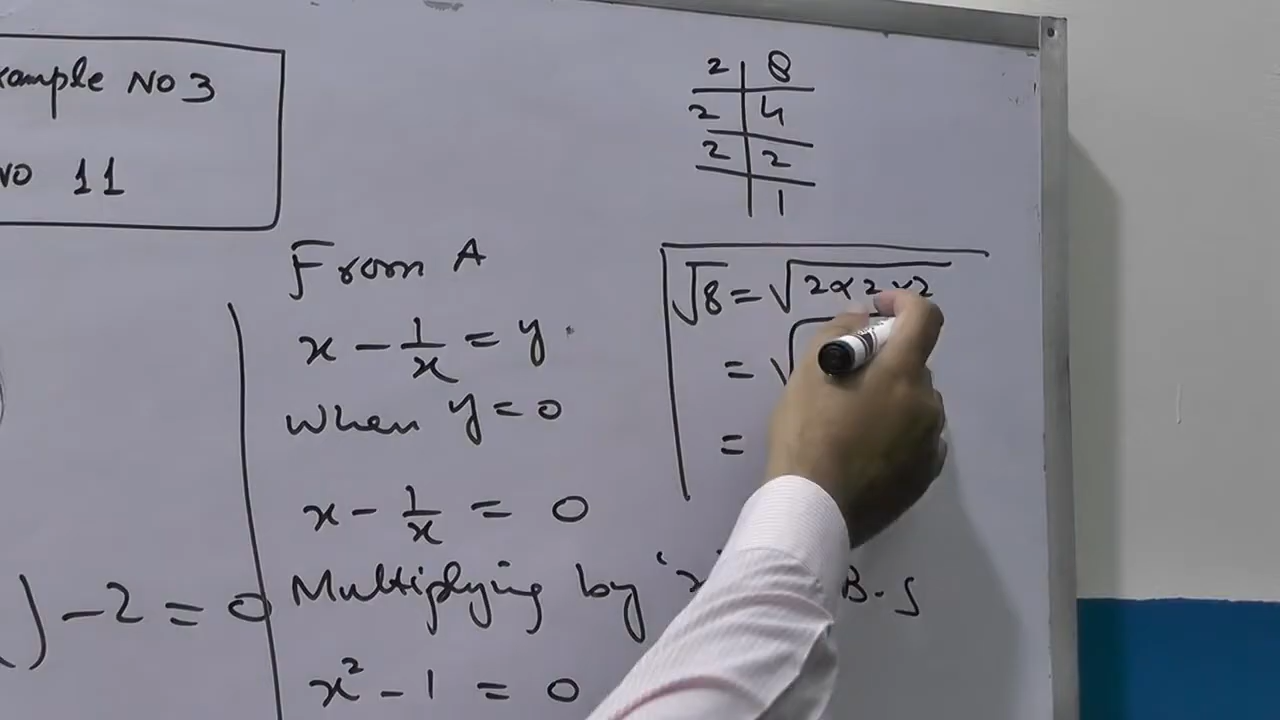 xample NO 3
NO 11
) - 2 = 0
From A
x - 1/x = y
When y = 0
x - 1/x = 0
Multiplying by 'x' B.S
x² - 1 = 0
2 | 8
2 | 4
2 | 2
1
√8 = √2×2×2
= √
=